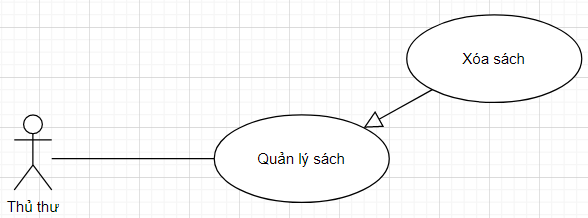 Xóa sách
Quản lý sách
Thủ thư